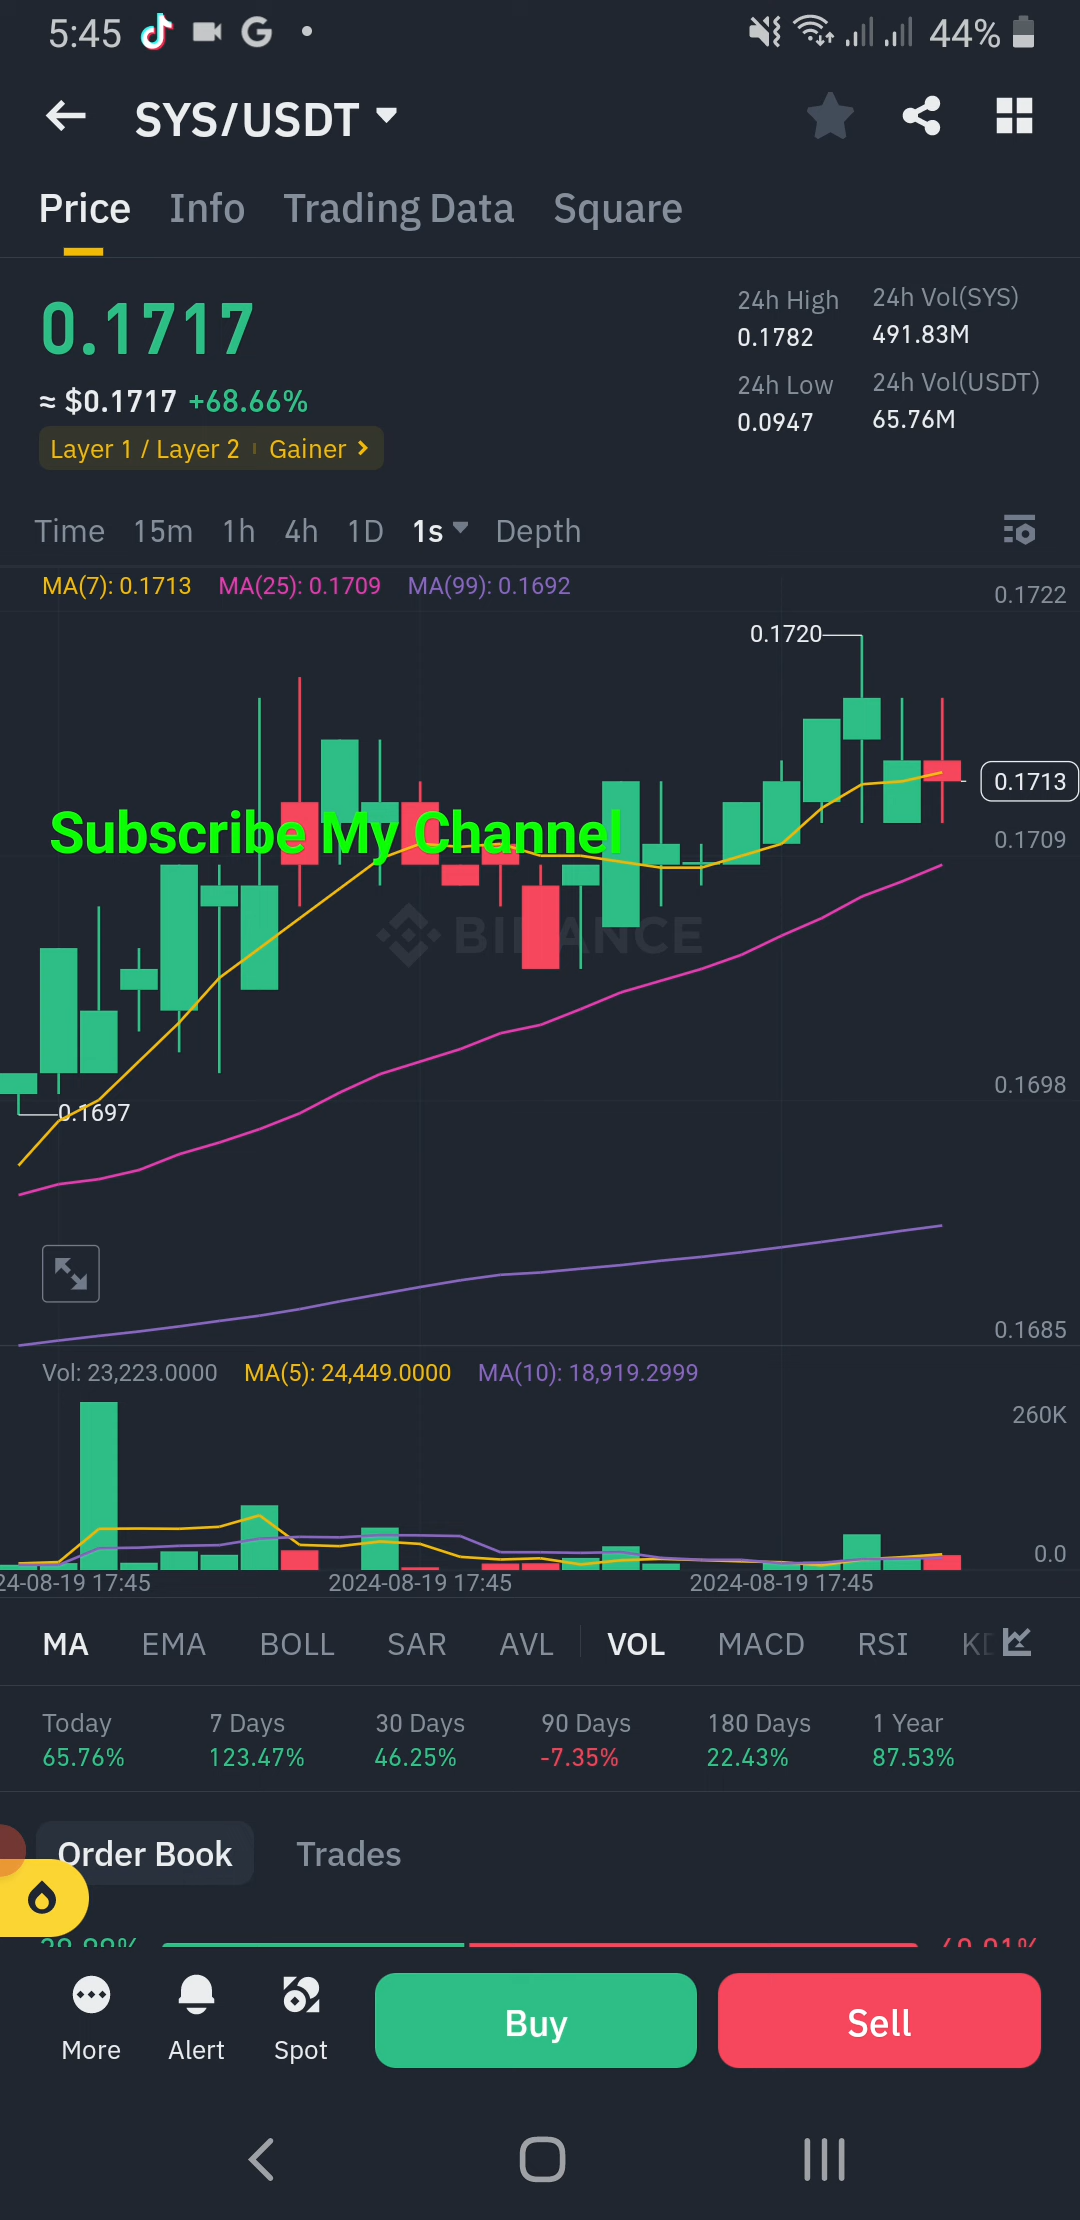 5:45 G 44%
SYS/USDT
Price Info Trading Data Square
0.1717
≈ $0.1717 +68.66%
Layer 1 / Layer 2 Gainer
24h High 24h Vol(SYS)
0.1782 491.83M
24h Low 24h Vol(USDT)
0.0947 65.76M
Time 15m 1h 4h 1D 1s Depth
MA(7): 0.1713 MA(25): 0.1709 MA(99): 0.1692
0.1722
0.1720
0.1713
Subscribe My Channel
0.1709
BINANCE
0.1698
0.1697
0.1685
Vol: 23,223.0000 MA(5): 24,449.0000 MA(10): 18,919.2999
260K
0.0
24-08-19 17:45 2024-08-19 17:45 2024-08-19 17:45
MA EMA BOLL SAR AVL VOL MACD RSI
Today 7 Days 30 Days 90 Days 180 Days 1 Year
65.76% 123.47% 46.25% -7.35% 22.43% 87.53%
Order Book Trades
More Alert Spot Buy Sell